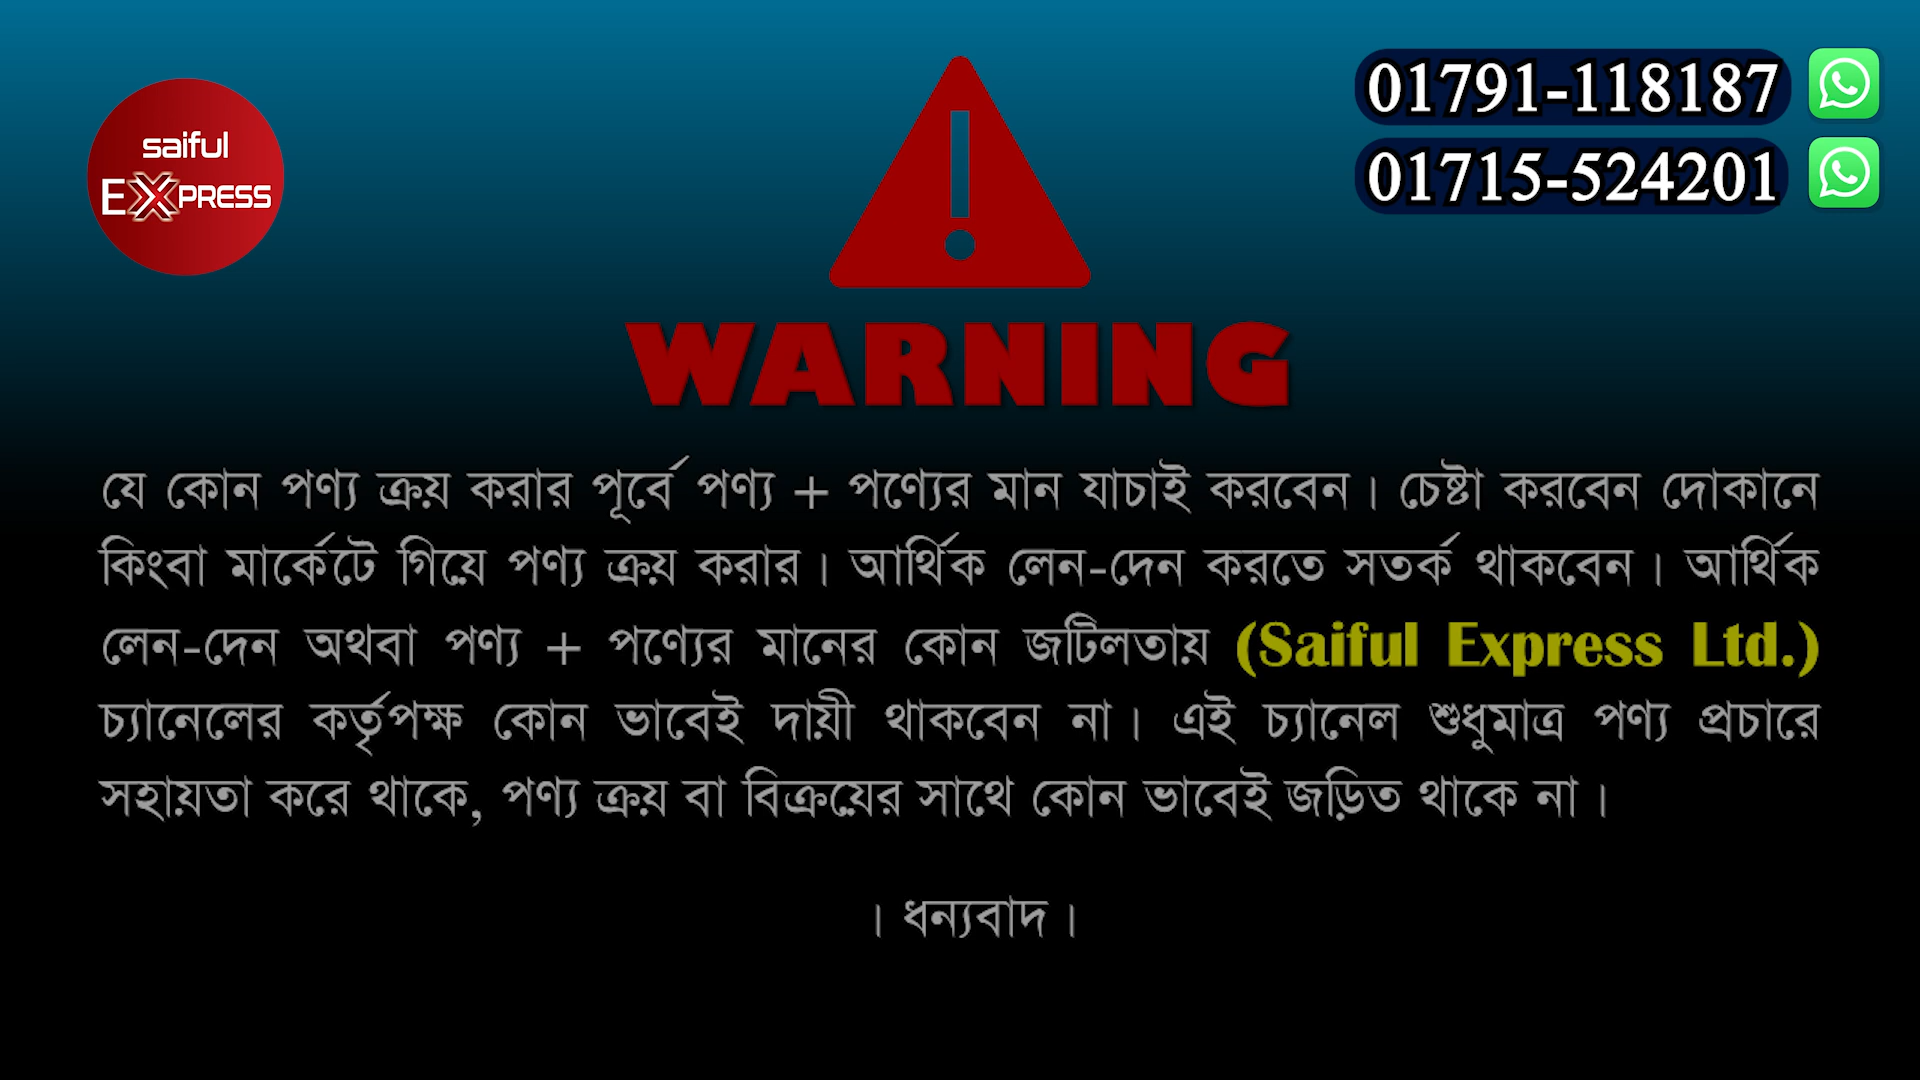 saiful
EXPRESS
01791-118187
01715-524201
WARNING
যে কোন পণ্য ক্রয় করার পূর্বে পণ্য + পণ্যের মান যাচাই করবেন। চেষ্টা করবেন দোকানে
কিংবা মার্কেটে গিয়ে পণ্য ক্রয় করার। আর্থিক লেন-দেন করতে সতর্ক থাকবেন। আর্থিক
লেন-দেন অথবা পণ্য + পণ্যের মানের কোন জটিলতায় (Saiful Express Ltd.)
চ্যানেলের কর্তৃপক্ষ কোন ভাবেই দায়ী থাকবেন না। এই চ্যানেল শুধুমাত্র পণ্য প্রচারে
সহায়তা করে থাকে, পণ্য ক্রয় বা বিক্রয়ের সাথে কোন ভাবেই জড়িত থাকে না।
। ধন্যবাদ।